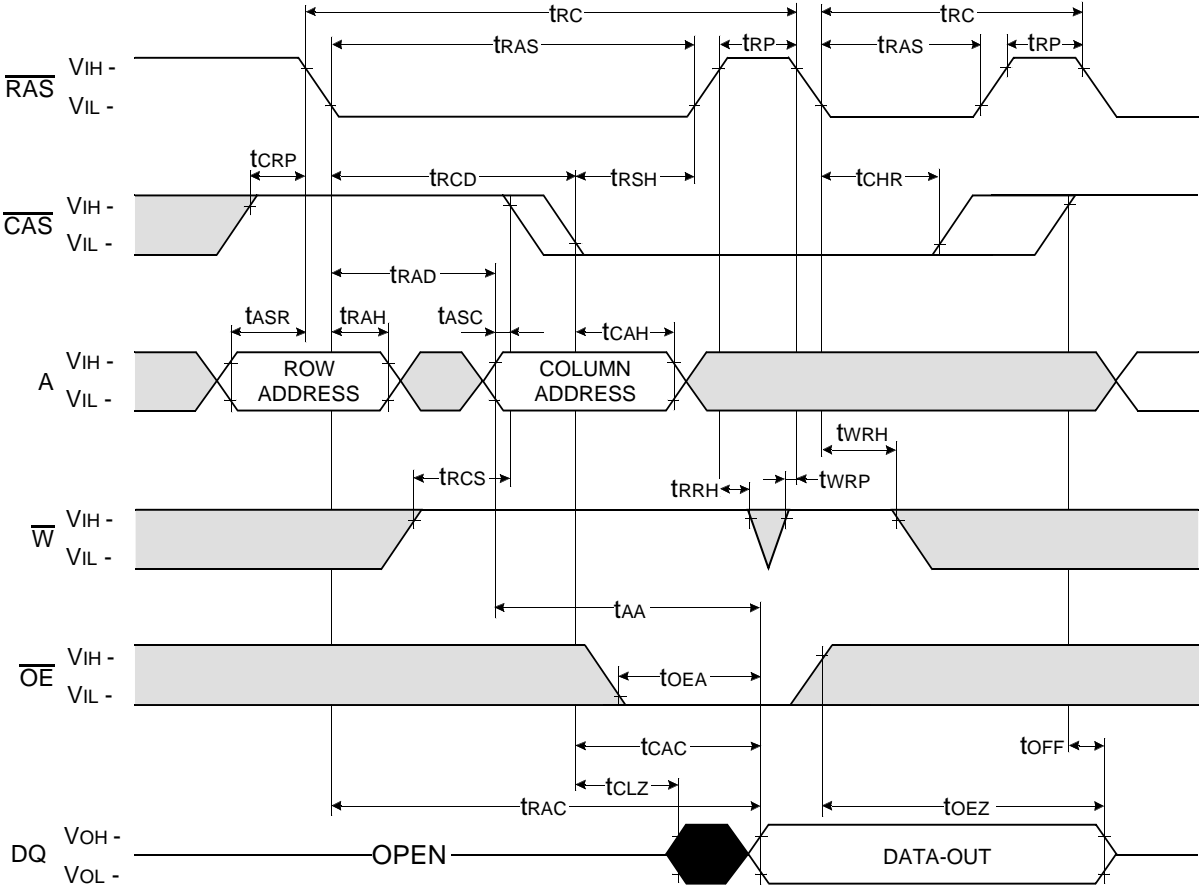 tRC tRC
tRAS tRP tRAS tRP
RAS VIH -
VIL -
tCRP tRCD tRSH tCHR
CAS VIH -
VIL -
tRAD
tASR tRAH tASC tCAH
A VIH -
VIL -
ROW
ADDRESS
COLUMN
ADDRESS
tWRH
tRCS tRRH tWRP
W VIH -
VIL -
tAA
OE VIH -
VIL -
tOEA
tCAC tOFF
tCLZ
tRAC tOEZ
DQ VOH -
VOL -
OPEN DATA-OUT